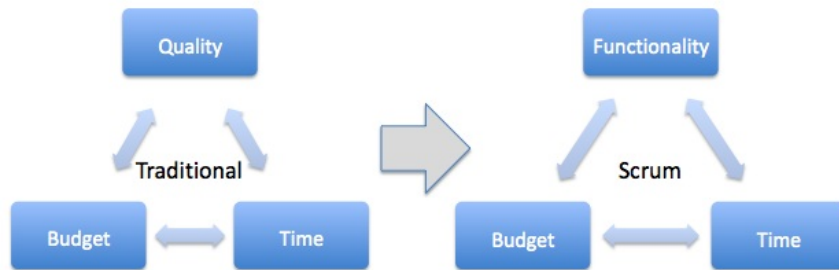 Quality
Traditional
Budget
Time
Functionality
Scrum
Budget
Time